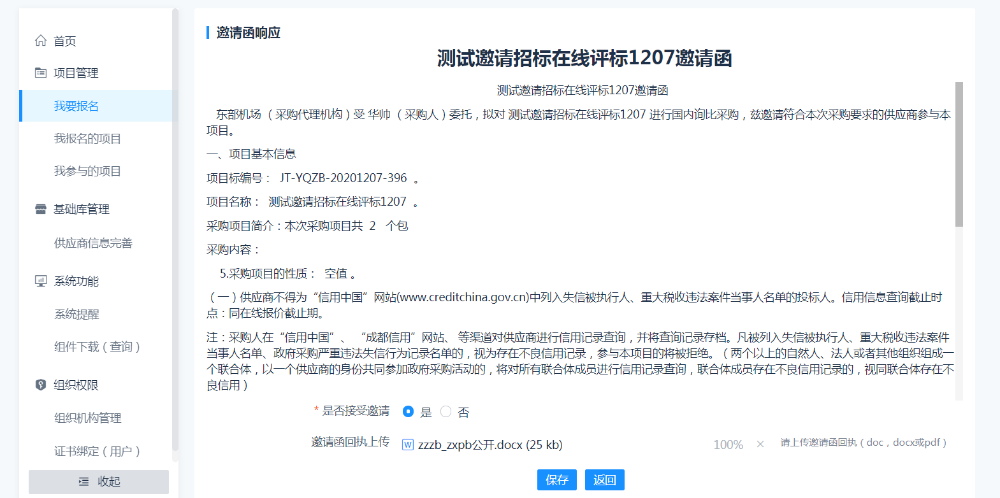 首页
项目管理
我要报名
我报名的项目
我参与的项目
基础库管理
供应商信息完善
系统功能
系统提醒
组件下载（查询）
组织权限
组织机构管理
证书绑定（用户）
收起
邀请函响应
测试邀请招标在线评标1207邀请函
测试邀请招标在线评标1207邀请函
东部机场 （采购代理机构）受 华帅 （采购人）委托，拟对 测试邀请招标在线评标1207 进行国内询比采购，兹邀请符合本次采购要求的供应商参与本
项目。
一、项目基本信息
项目标编号： JT-YQZB-20201207-396 。
项目名称： 测试邀请招标在线评标1207 。
采购项目简介：本次采购项目共 2 个包
采购内容：
5.采购项目的性质： 空值 。
（一）供应商不得为“信用中国”网站(www.creditchina.gov.cn)中列入失信被执行人、重大税收违法案件当事人名单的投标人。信用信息查询截止时
点：同在线报价截止期。
注：采购人在“信用中国”、 “成都信用”网站、 等渠道对供应商进行信用记录查询，并将查询记录存档。凡被列入失信被执行人、重大税收违法案件
当事人名单、政府采购严重违法失信行为记录名单的，视为存在不良信用记录，参与本项目的将被拒绝。（两个以上的自然人、法人或者其他组织组成一
个联合体，以一个供应商的身份共同参加政府采购活动的，将对所有联合体成员进行信用记录查询，联合体成员存在不良信用记录的，视同联合体存在不
良信用）
* 是否接受邀请 是 否
邀请函回执上传 W zzzb_zxpb公开.docx (25 kb) 100% × 请上传邀请函回执（doc，docx或pdf）
保存 返回